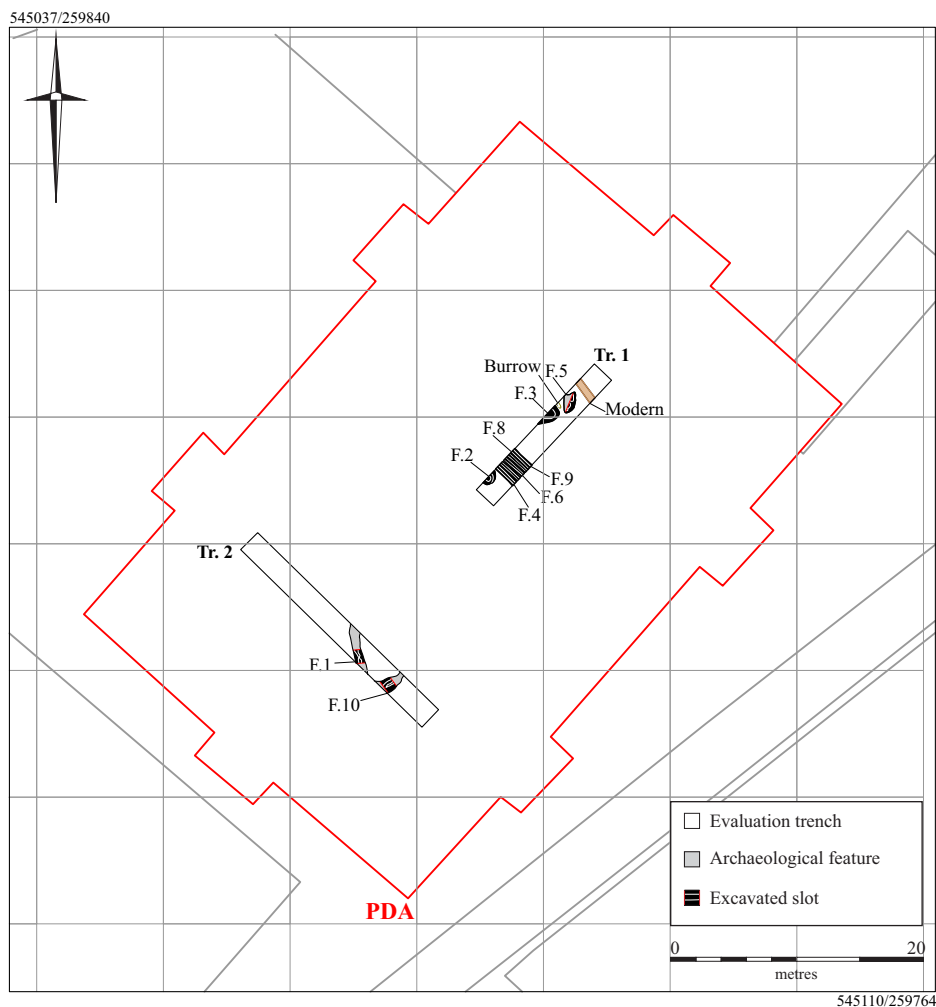 545037/259840
Tr. 1
Burrow
F.5
F.3
Modern
F.8
F.2
F.9
F.6
F.4
Tr. 2
F.1
F.10
PDA
Evaluation trench
Archaeological feature
Excavated slot
0 20
metres
545110/259764